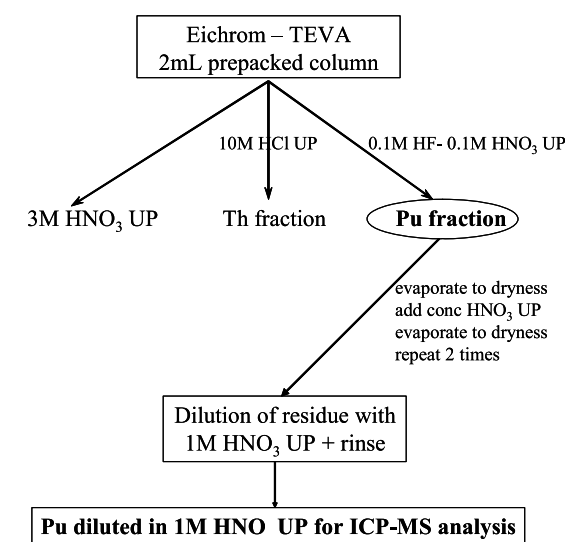 Eichrom – TEVA
2mL prepacked column
10M HCl UP
0.1M HF- 0.1M HNO3 UP
3M HNO3 UP
Th fraction
Pu fraction
evaporate to dryness
add conc HNO3 UP
evaporate to dryness
repeat 2 times
Dilution of residue with
1M HNO3 UP + rinse
Pu diluted in 1M HNO UP for ICP-MS analysis